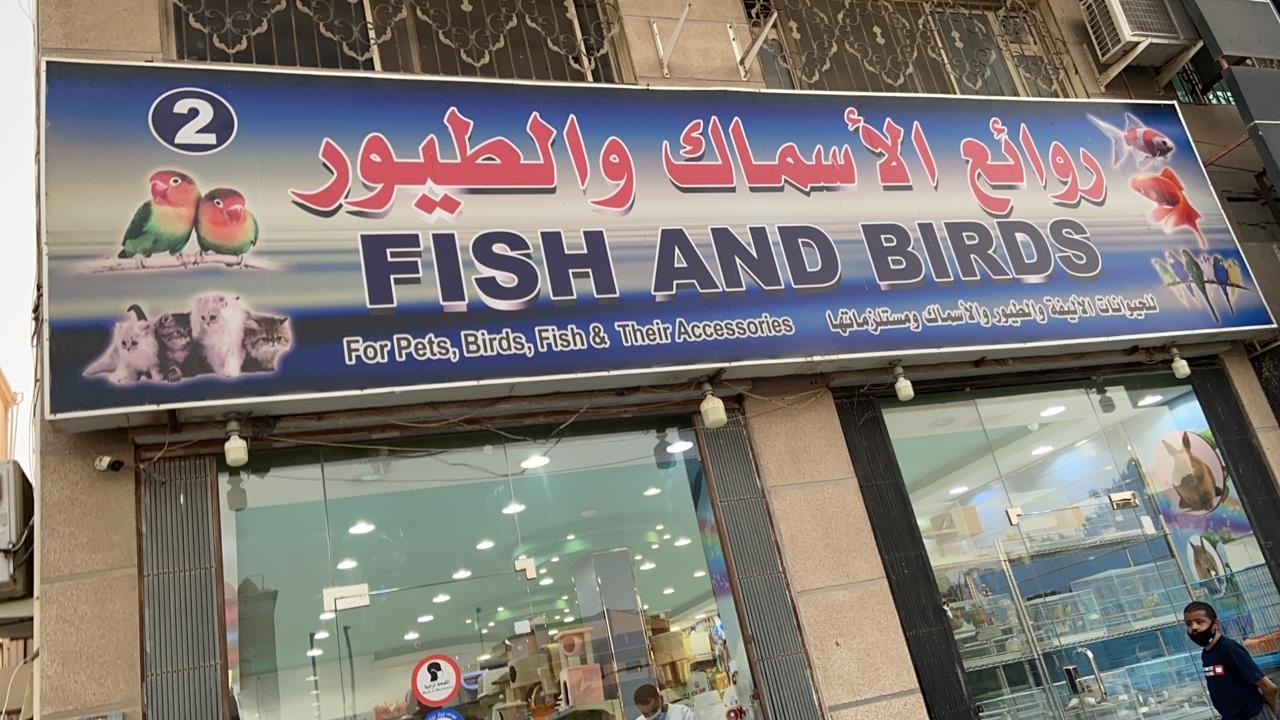 2
روائع الأسماك والطيور
FISH AND BIRDS
For Pets, Birds, Fish & Their Accessories
للحيوانات الأليفة والطيور والأسماك ومستلزماتها